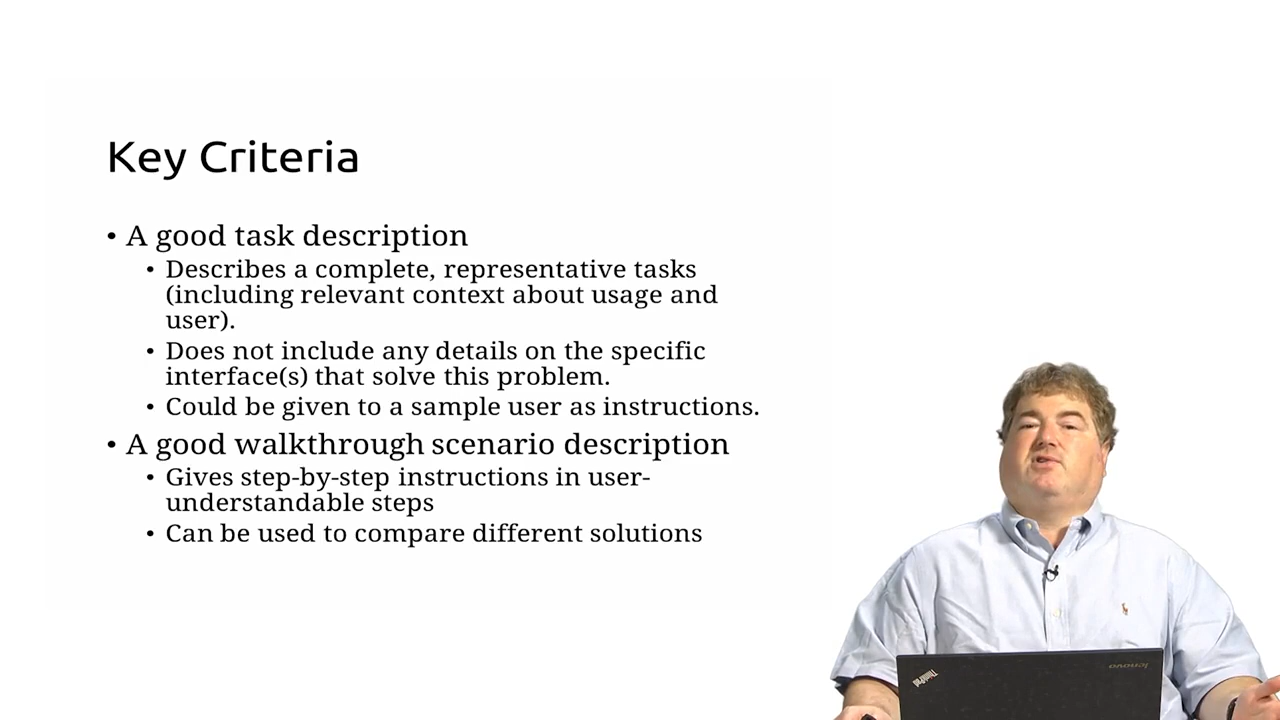 Key Criteria
• A good task description
• Describes a complete, representative tasks
(including relevant context about usage and
user).
• Does not include any details on the specific
interface(s) that solve this problem.
• Could be given to a sample user as instructions.
• A good walkthrough scenario description
• Gives step-by-step instructions in user-
understandable steps
• Can be used to compare different solutions
ThinkPad
lenovo